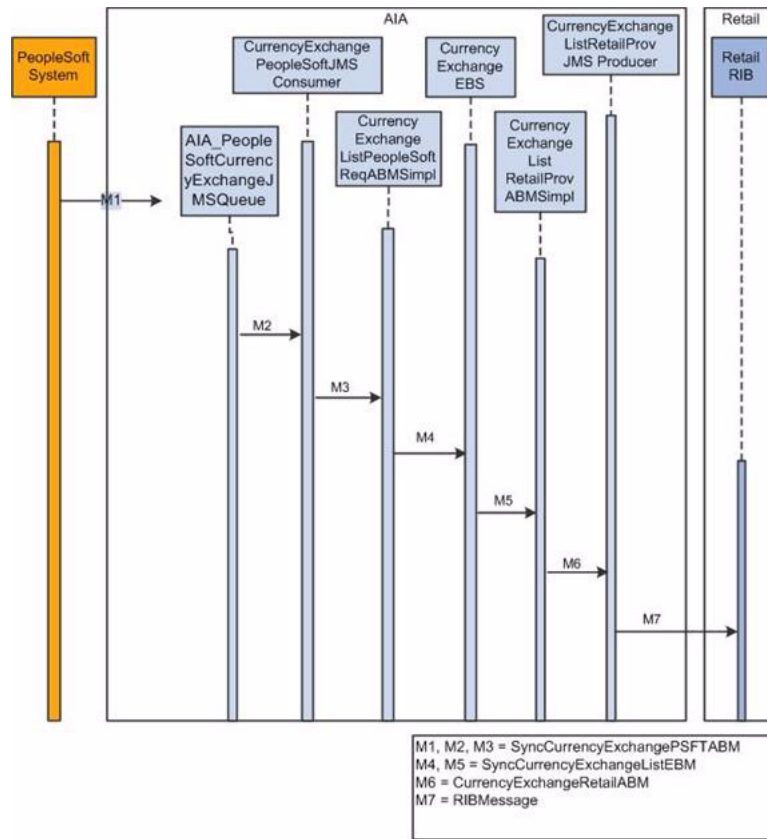 AIA
Retail
PeopleSoft
System
CurrencyExchange
PeopleSoftJMS
Consumer
Currency
Exchange
EBS
CurrencyExchange
ListRetailProv
JMS Producer
Retail
RIB
AIA_People
SoftCurrenc
yExchangeJ
MSQueue
Currency
Exchange
ListPeopleSoft
ReqABMSimpl
Currency
Exchange
List
RetailProv
ABMSimpl
M1
M2
M3
M4
M5
M6
M7
M1, M2, M3 = SyncCurrencyExchangePSFTABM
M4, M5 = SyncCurrencyExchangeListEBM
M6 = CurrencyExchangeRetailABM
M7 = RIBMessage